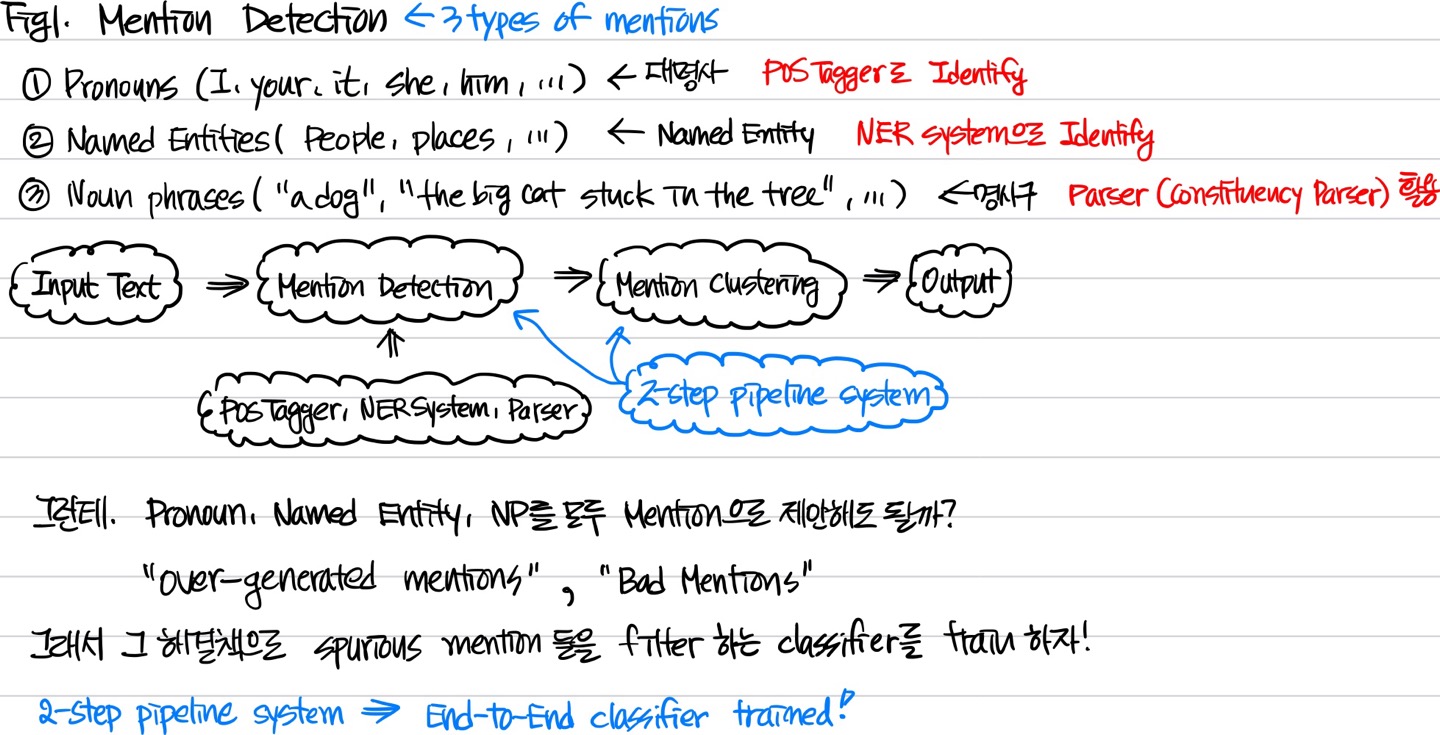 Fig1. Mention Detection ← 3 types of mentions
① Pronouns (I, your, it, she, him, ...) ← 대명사 POS Tagger로 Identify
② Named Entities( People, places, ...) ← Named Entity NER system으로 Identify
③ Noun phrases( "a dog", "the big cat stuck in the tree", ...) ← 명사구 Parser (Constituency Parser) 활용
Input Text ⇒ Mention Detection ⇒ Mention Clustering ⇒ Output
⇑
POS Tagger, NER System, Parser
2-step pipeline system
그런데. Pronoun, Named Entity, NP를 모두 Mention으로 제안해도 될까?
"over-generated mentions", "Bad Mentions"
그래서 그 해결책으로 spurious mention 들을 filter 하는 classifier를 train 하자!
2-step pipeline system ⇒ End-to-End classifier trained!